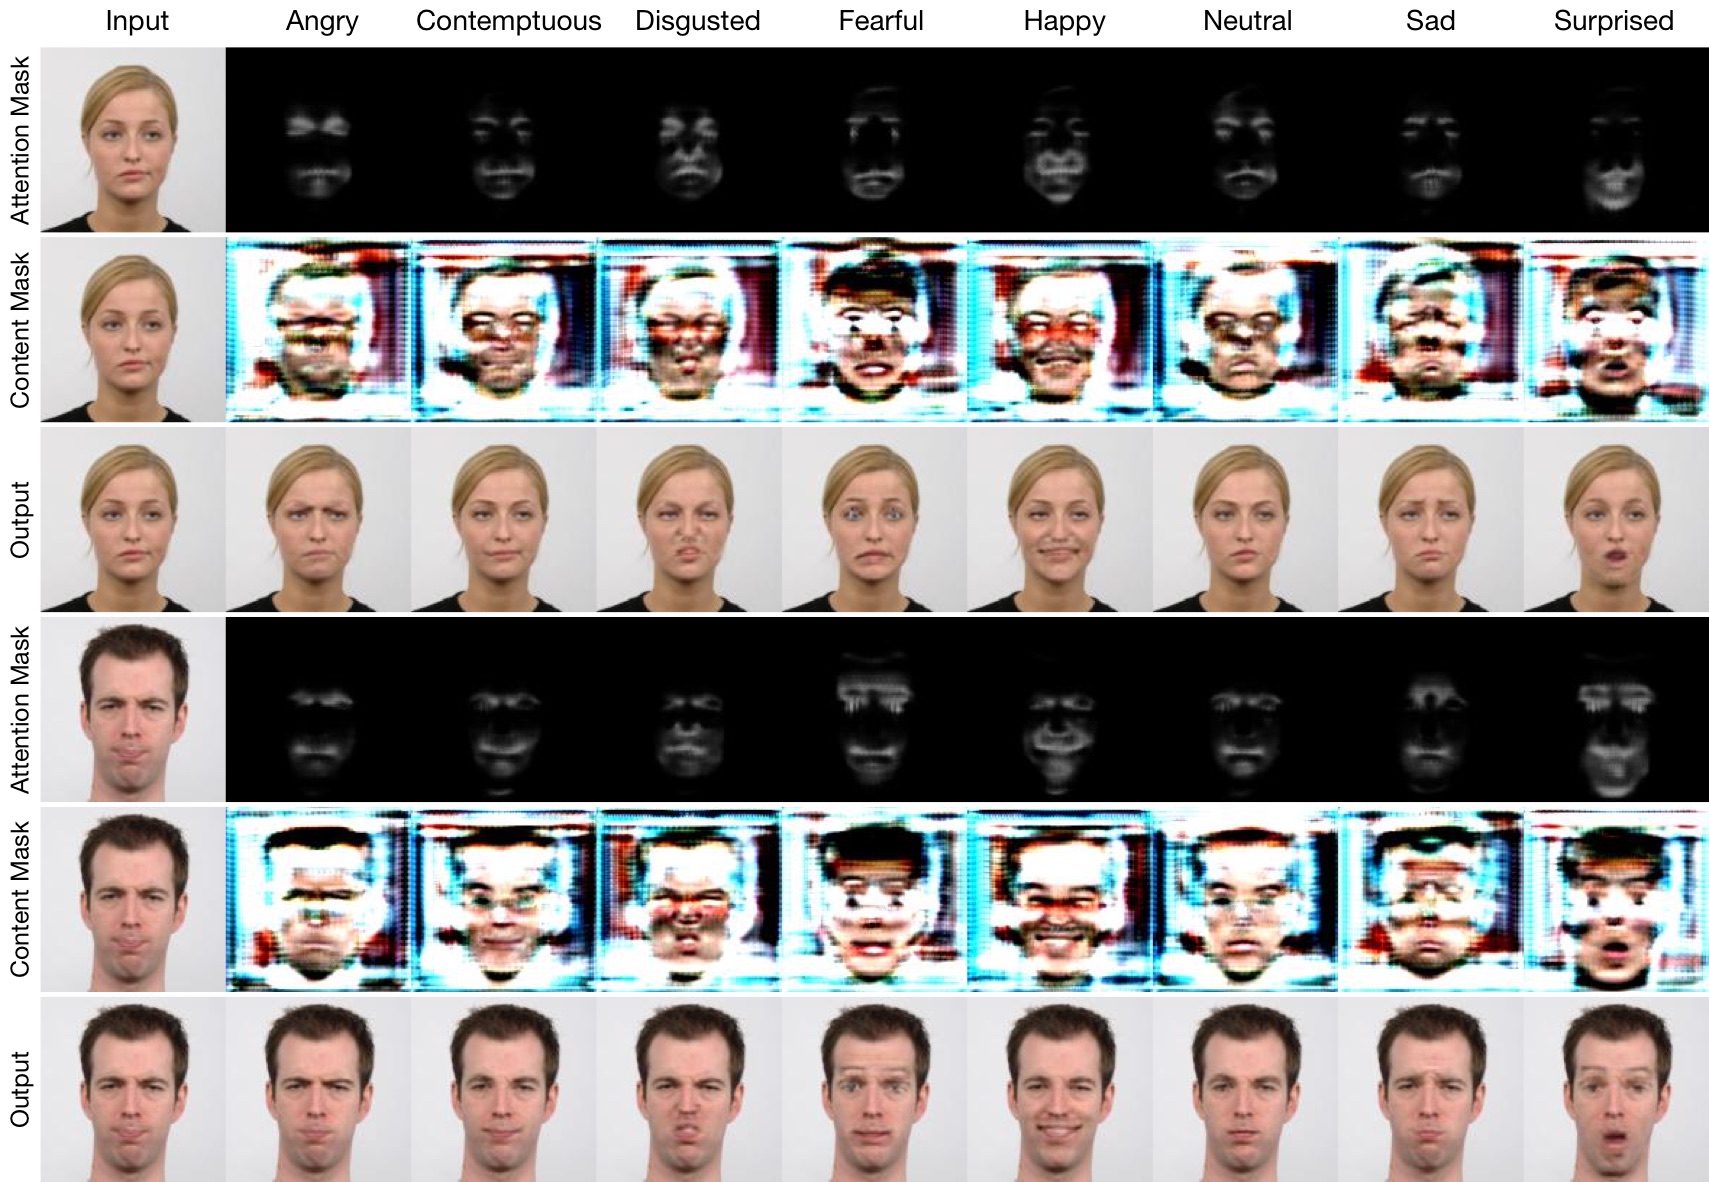 Input Angry Contemptuous Disgusted Fearful Happy Neutral Sad Surprised
Attention Mask
Content Mask
Output
Attention Mask
Content Mask
Output